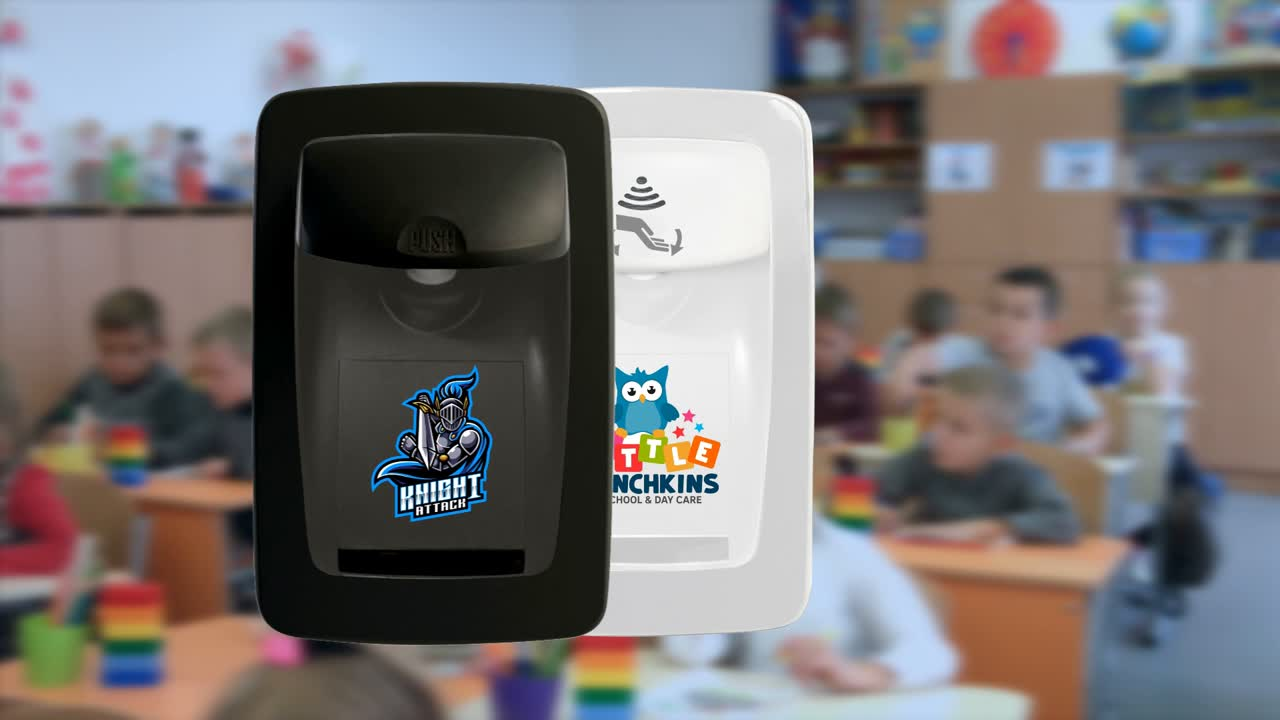 PUSH
KNIGHT
ATTACK
TTLE
NCHKINS
CHOOL & DAY CARE